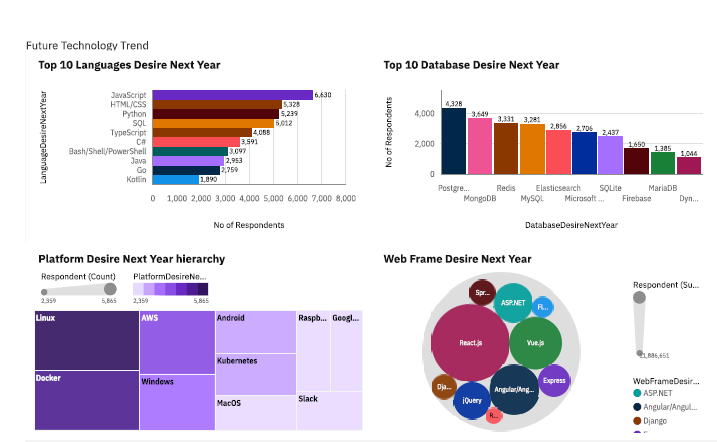 Future Technology Trend
Top 10 Languages Desire Next Year
LanguageDesireNextYear
JavaScript 6,630
HTML/CSS 5,328
Python 5,239
SQL 5,012
TypeScript 4,088
C# 3,591
Bash/Shell/PowerShell 3,097
Java 2,953
Go 2,759
Kotlin 1,890
0 1,000 2,000 3,000 4,000 5,000 6,000 7,000 8,000
No of Respondents
Top 10 Database Desire Next Year
No of Respondents
4,000
2,000
0
4,328 3,649 3,331 3,281 2,856 2,706 2,437 1,650 1,385 1,044
Postgre... Redis Elasticsearch SQLite MariaDB
MongoDB MySQL Microsoft ... Firebase Dyn...
DatabaseDesireNextYear
Platform Desire Next Year hierarchy
Respondent (Count)
2,359 5,865
PlatformDesireNe...
2,359 5,865
Linux
Docker
AWS
Windows
Android
Kubernetes
MacOS
Raspb...
Googl...
Slack
Web Frame Desire Next Year
Spr...
ASP.NET
Fl...
React.js
Vue.js
Dja...
jQuery
Angular/Ang...
Express
R...
Respondent (Su...
WebFrameDesir...
ASP.NET
Angular/Angul...
Django